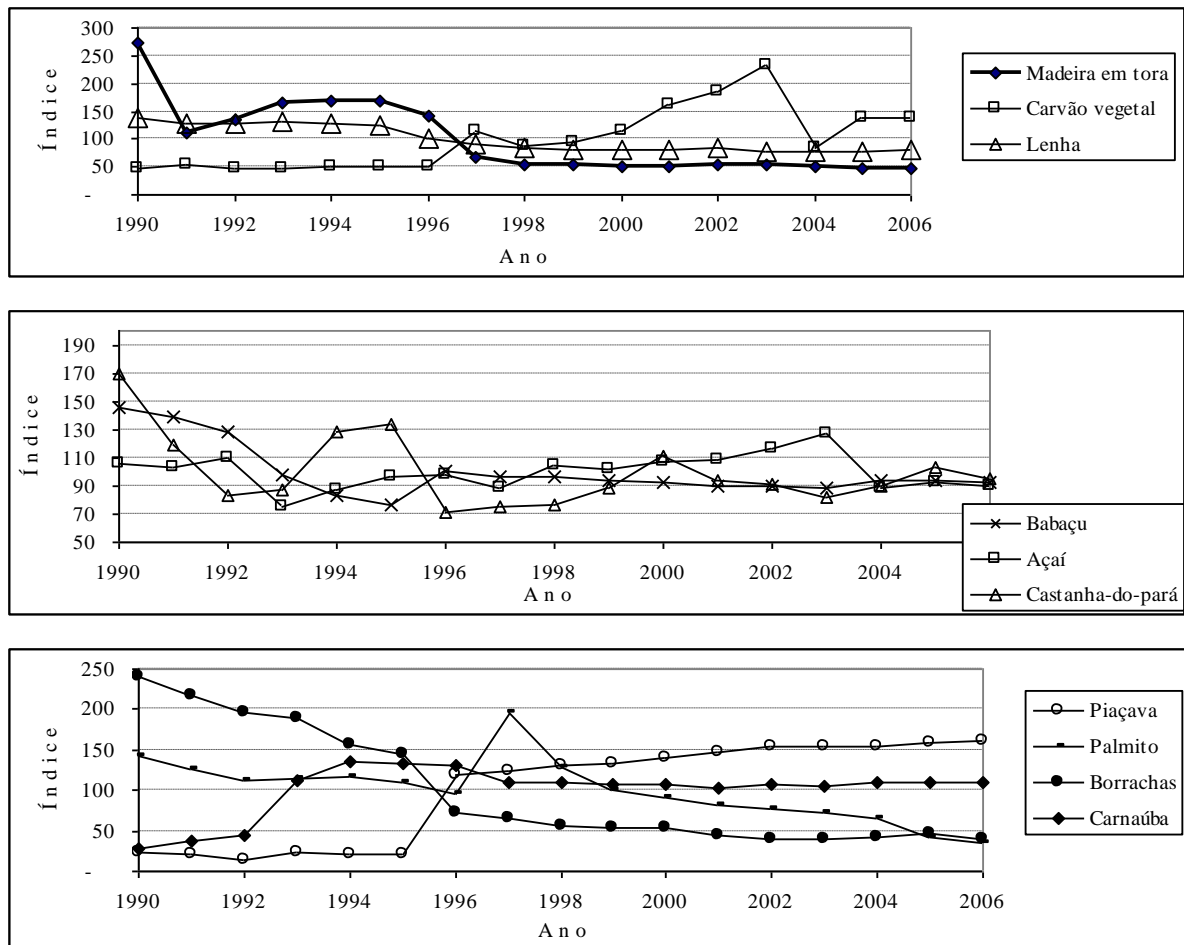 300
250
200
150
100
50
-
Índice
1990 1992 1994 1996 1998 2000 2002 2004 2006
Ano
Madeira em tora
Carvão vegetal
Lenha
190
170
150
130
110
90
70
50
Índice
1990 1992 1994 1996 1998 2000 2002 2004
Ano
Babaçu
Açaí
Castanha-do-pará
250
200
150
100
50
-
Índice
1990 1992 1994 1996 1998 2000 2002 2004 2006
Ano
Piaçava
Palmito
Borrachas
Carnaúba